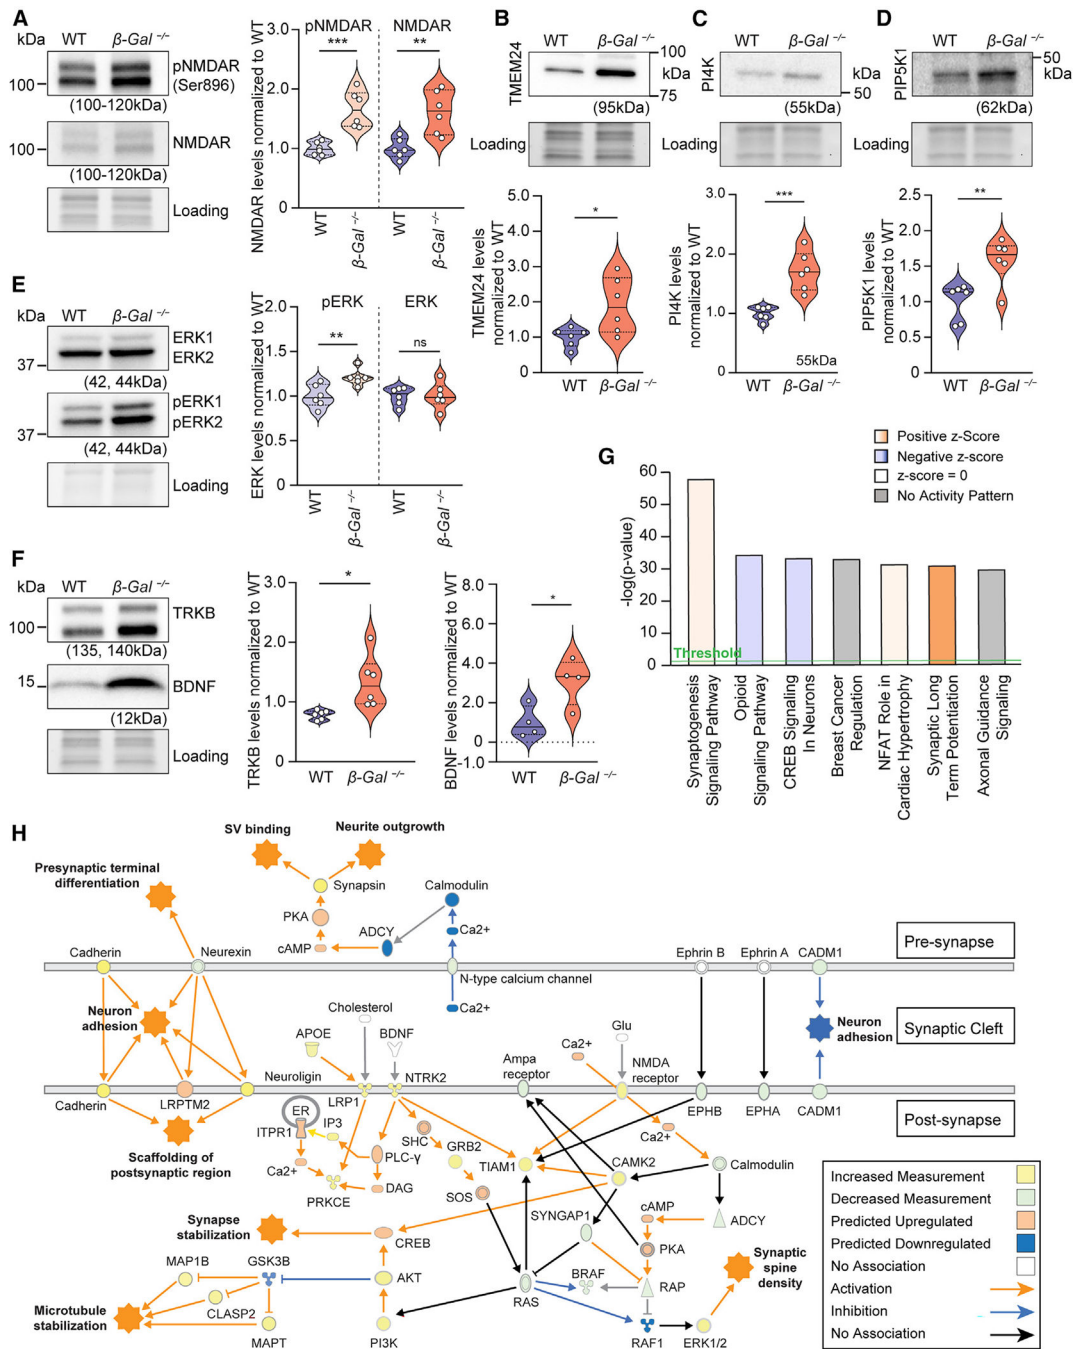 A
kDa
WT
β-Gal −/−
pNMDAR
(Ser896)
100
(100-120kDa)
100
NMDAR
(100-120kDa)
Loading
NMDAR levels normalized to WT
3.0
2.0
1.0
0
pNMDAR
NMDAR
***
**
WT
β-Gal −/−
WT
β-Gal −/−
B
WT
β-Gal −/−
TMEM24
100
kDa
75
(95kDa)
Loading
TMEM24 levels
normalized to WT
5.0
4.0
3.0
2.0
1.0
0
*
WT
β-Gal −/−
C
WT
β-Gal −/−
PI4K
kDa
50
(55kDa)
Loading
PI4K levels
normalized to WT
3.0
2.0
1.0
0
***
55kDa
WT
β-Gal −/−
D
WT
β-Gal −/−
PIP5K1
50
kDa
(62kDa)
Loading
PIP5K1 levels
normalized to WT
2.5
2.0
1.5
1.0
0
**
WT
β-Gal −/−
E
WT
β-Gal −/−
ERK1
ERK2
37
(42, 44kDa)
pERK1
pERK2
37
(42, 44kDa)
Loading
ERK levels normalized to WT
2.0
1.5
1.0
0.5
0
pERK
ERK
**
ns
WT
β-Gal −/−
WT
β-Gal −/−
F
kDa
WT
β-Gal −/−
TRKB
100
(135, 140kDa)
15
BDNF
(12kDa)
Loading
TRKB levels normalized to WT
3.0
2.0
1.0
0
*
WT
β-Gal −/−
BDNF levels normalized to WT
8.0
6.0
4.0
2.0
0
-1.0
*
WT
β-Gal −/−
G
Positive z-Score
Negative z-score
z-score = 0
No Activity Pattern
-log(p-value)
60
50
40
30
20
10
0
Threshold
Synaptogenesis
Signaling Pathway
Opioid
Signaling Pathway
CREB Signaling
In Neurons
Breast Cancer
Regulation
NFAT Role in
Cardiac Hypertrophy
Synaptic Long
Term Potentiation
Axonal Guidance
Signaling
H
SV binding
Neurite outgrowth
Presynaptic terminal
differentiation
Synapsin
Calmodulin
PKA
ADCY
Ca2+
cAMP
Cadherin
Neurexin
N-type calcium channel
Ephrin B
Ephrin A
CADM1
Pre-synapse
Ca2+
Cholesterol
Neuron
adhesion
APOE
BDNF
Glu
Ca2+
Neuron
adhesion
Synaptic Cleft
Ampa
receptor
NMDA
receptor
Neuroligin
LRP1
NTRK2
Cadherin
LRPTM2
EPHB
EPHA
CADM1
Post-synapse
ER
ITPR1
IP3
SHC
GRB2
Ca2+
Scaffolding of
postsynaptic region
Ca2+
PLC-γ
TIAM1
CAMK2
Calmodulin
DAG
SOS
PRKCE
cAMP
ADCY
SYNGAP1
Synapse
stabilization
CREB
PKA
Synaptic
spine
density
MAP1B
GSK3B
AKT
BRAF
RAP
RAS
CLASP2
Microtubule
stabilization
MAPT
PI3K
RAF1
ERK1/2
Increased Measurement
Decreased Measurement
Predicted Upregulated
Predicted Downregulated
No Association
Activation
Inhibition
No Association